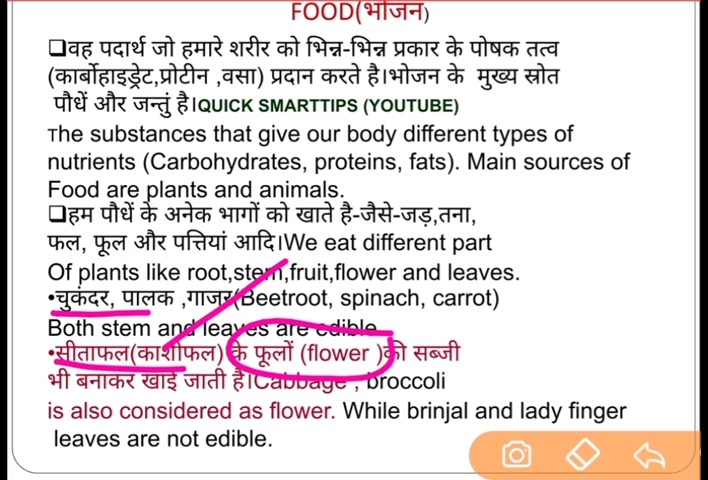 FOOD(भोजन)
❑वह पदार्थ जो हमारे शरीर को भिन्न-भिन्न प्रकार के पोषक तत्व
(कार्बोहाइड्रेट,प्रोटीन ,वसा) प्रदान करते है।भोजन के मुख्य स्रोत
पौधें और जन्तुं है।QUICK SMARTTIPS (YOUTUBE)
The substances that give our body different types of
nutrients (Carbohydrates, proteins, fats). Main sources of
Food are plants and animals.
❑हम पौधें के अनेक भागों को खाते है-जैसे-जड़,तना,
फल, फूल और पत्तियां आदि।We eat different part
Of plants like root,stem,fruit,flower and leaves.
•चुकंदर, पालक ,गाजर(Beetroot, spinach, carrot)
Both stem and leaves are edible
•सीताफल(काशीफल) के फूलों (flower )की सब्जी
भी बनाकर खाई जाती है।Cabbage , broccoli
is also considered as flower. While brinjal and lady finger
leaves are not edible.